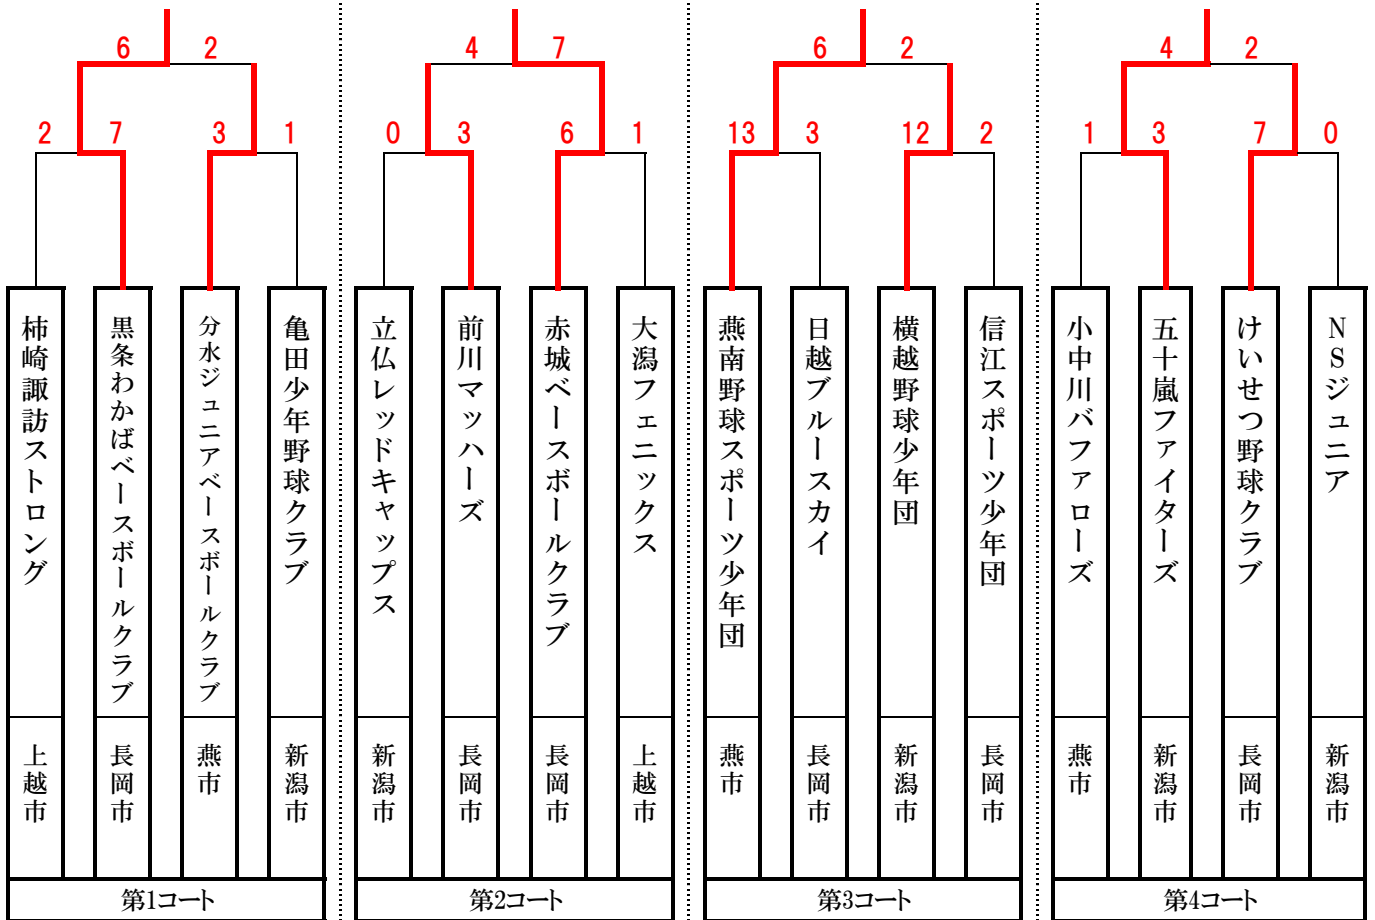 6 2 4 7 6 2 4 2
2 7 3 1 0 3 6 1 13 3 12 2 1 3 7 0
柿崎諏訪ストロング
黒条わかばベースボールクラブ
分水ジュニアベースボールクラブ
亀田少年野球クラブ
立仏レッドキャップス
前川マッハーズ
赤城ベースボールクラブ
大潟フェニックス
燕南野球スポーツ少年団
日越ブルースカイ
横越野球少年団
信江スポーツ少年団
小中川バファローズ
五十嵐ファイターズ
けいせつ野球クラブ
NSジュニア
上越市
長岡市
燕市
新潟市
新潟市
長岡市
長岡市
上越市
燕市
長岡市
新潟市
長岡市
燕市
新潟市
長岡市
新潟市
第1コート
第2コート
第3コート
第4コート